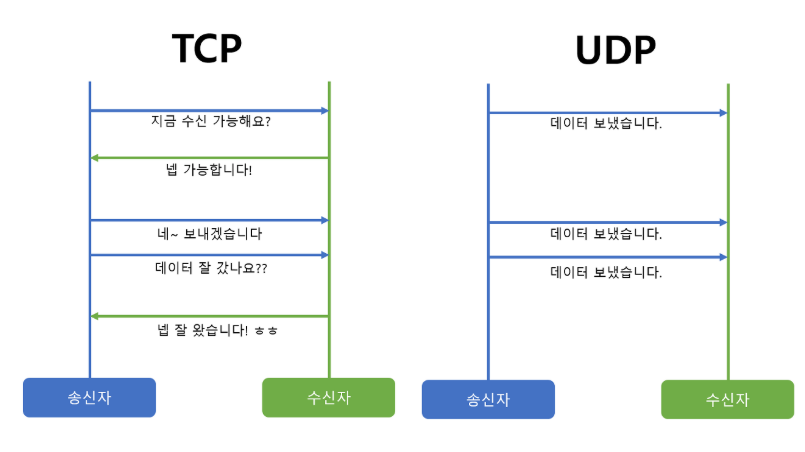 TCP
지금 수신 가능해요?
넵 가능합니다!
네~ 보내겠습니다
데이터 잘 갔나요??
넵 잘 왔습니다! ㅎㅎ
송신자
수신자
UDP
데이터 보냈습니다.
데이터 보냈습니다.
데이터 보냈습니다.
송신자
수신자